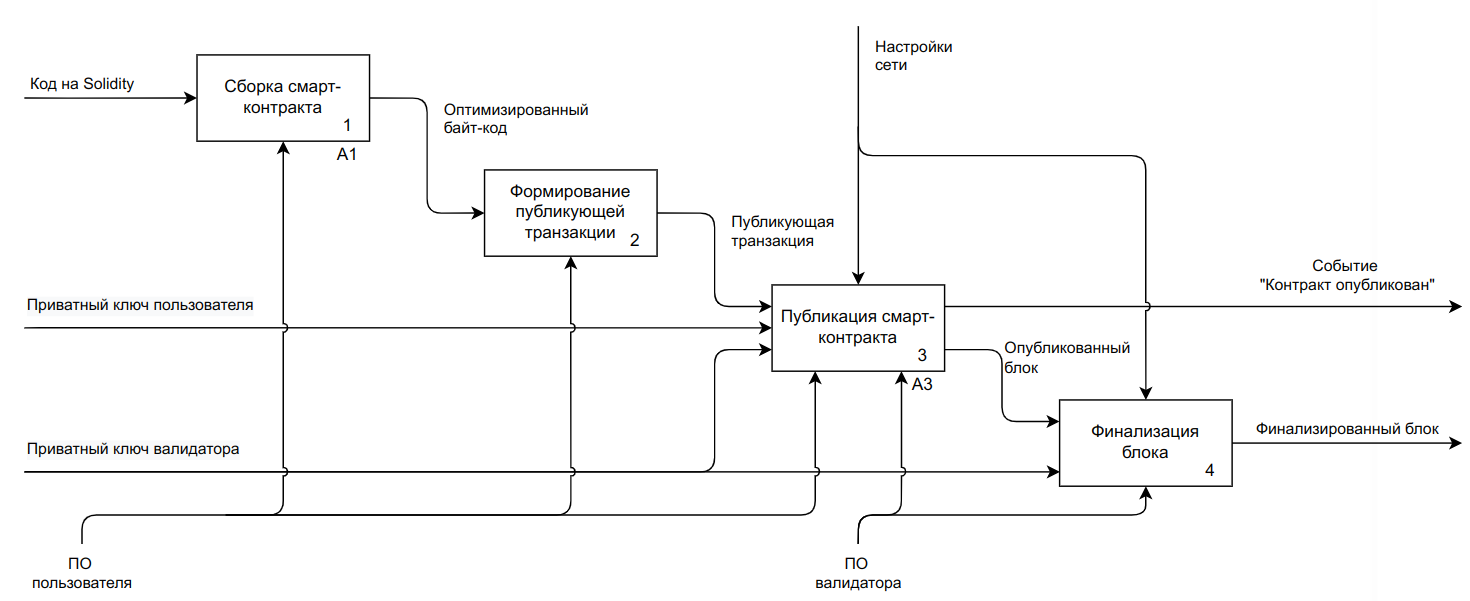 Настройки
сети
Код на Solidity
Сборка смарт-
контракта
1
A1
Оптимизированный
байт-код
Формирование
публикующей
транзакции
2
Публикующая
транзакция
Приватный ключ пользователя
Публикация смарт-
контракта
3
A3
Событие
"Контракт опубликован"
Опубликованный
блок
Приватный ключ валидатора
Финализация
блока
4
Финализированный блок
ПО
пользователя
ПО
валидатора